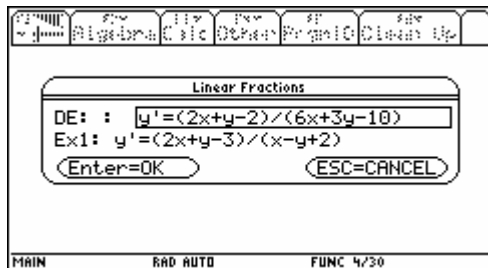 Algebra Calc Other PrgmIO Clean Up
Linear Fractions
DE: : y'=(2x+y-2)/(6x+3y-10)
Ex1: y'=(2x+y-3)/(x-y+2)
Enter=OK ESC=CANCEL
MAIN RAD AUTO FUNC 4/30